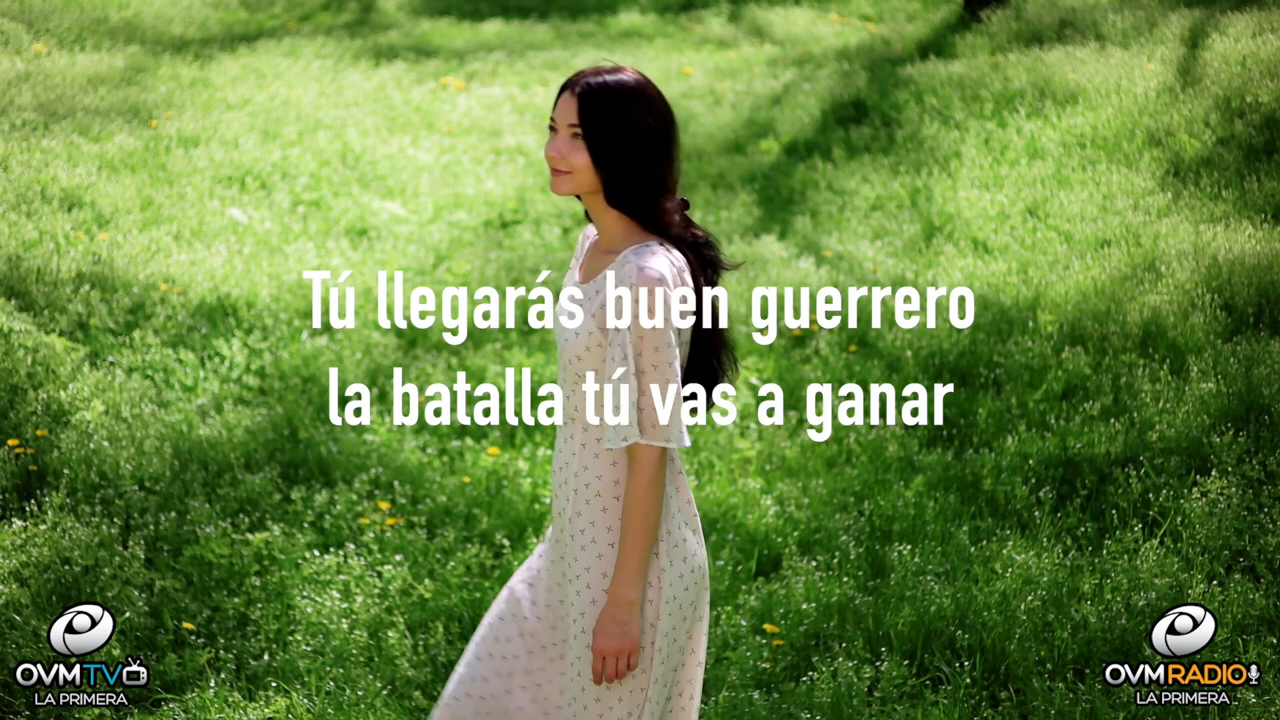 Tú llegarás buen guerrero
la batalla tú vas a ganar
OVMTV
LA PRIMERA
OVMRADIO
LA PRIMERA